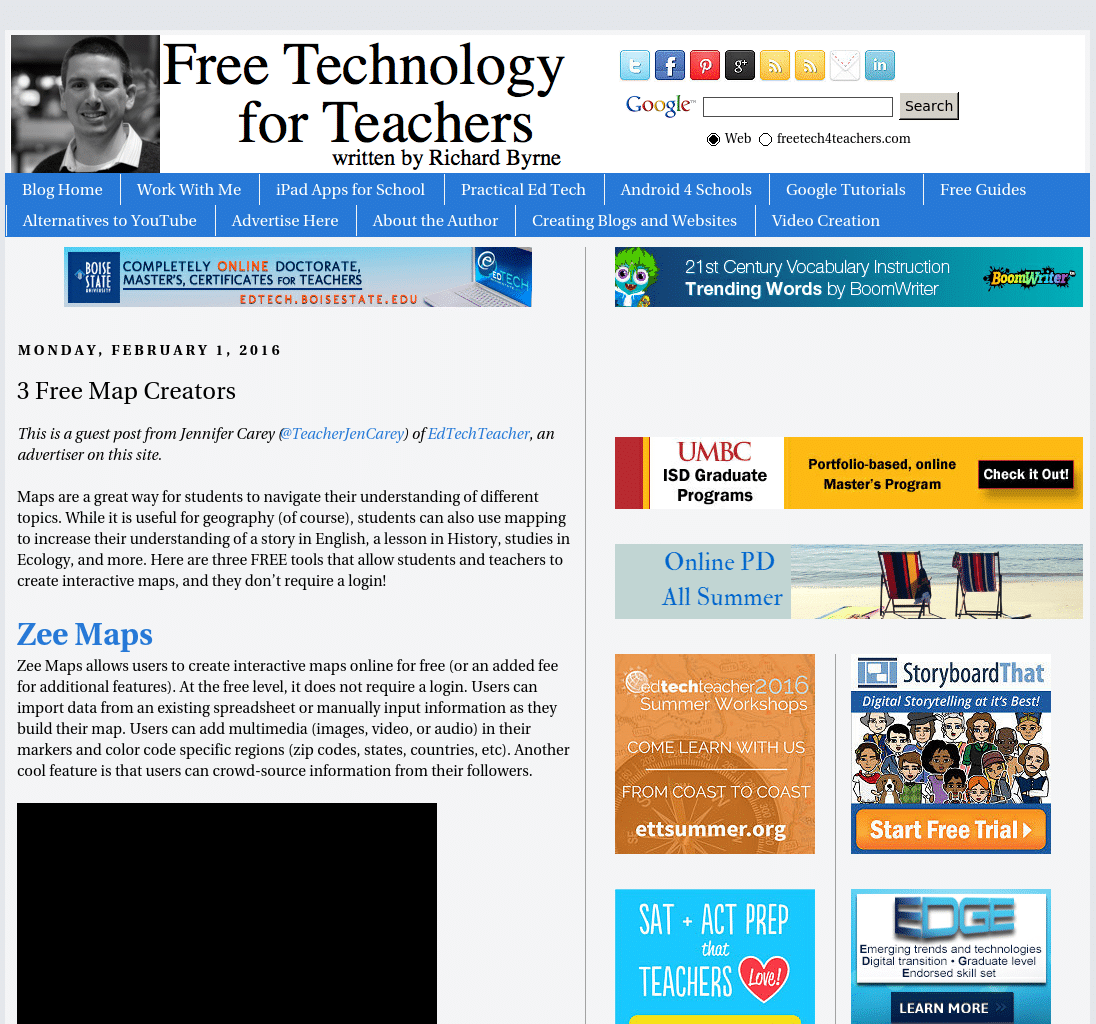 Free Technology
for Teachers
written by Richard Byrne
Google™
Search
Web freetech4teachers.com
Blog Home
Work With Me
iPad Apps for School
Practical Ed Tech
Android 4 Schools
Google Tutorials
Free Guides
Alternatives to YouTube
Advertise Here
About the Author
Creating Blogs and Websites
Video Creation
BOISE STATE
UNIVERSITY
COMPLETELY ONLINE DOCTORATE,
MASTER'S, CERTIFICATES FOR TEACHERS
EDTECH.BOISESTATE.EDU
EDTECH
21st Century Vocabulary Instruction
Trending Words by BoomWriter
BoomWriter™
MONDAY, FEBRUARY 1, 2016
3 Free Map Creators
This is a guest post from Jennifer Carey (@TeacherJenCarey) of EdTechTeacher, an
advertiser on this site.
Maps are a great way for students to navigate their understanding of different
topics. While it is useful for geography (of course), students can also use mapping
to increase their understanding of a story in English, a lesson in History, studies in
Ecology, and more. Here are three FREE tools that allow students and teachers to
create interactive maps, and they don't require a login!
Zee Maps
Zee Maps allows users to create interactive maps online for free (or an added fee
for additional features). At the free level, it does not require a login. Users can
import data from an existing spreadsheet or manually input information as they
build their map. Users can add multimedia (images, video, or audio) in their
markers and color code specific regions (zip codes, states, countries, etc). Another
cool feature is that users can crowd-source information from their followers.
UMBC
ISD Graduate
Programs
Portfolio-based, online
Master's Program
Check it Out!
Online PD
All Summer
edtechteacher2016
Summer Workshops
COME LEARN WITH US
FROM COAST TO COAST
ettsummer.org
StoryboardThat
Digital Storytelling at it's Best!
Start Free Trial
SAT + ACT PREP
that
TEACHERS Love!
EDGE
Emerging trends and technologies
Digital transition • Graduate level
Endorsed skill set
LEARN MORE